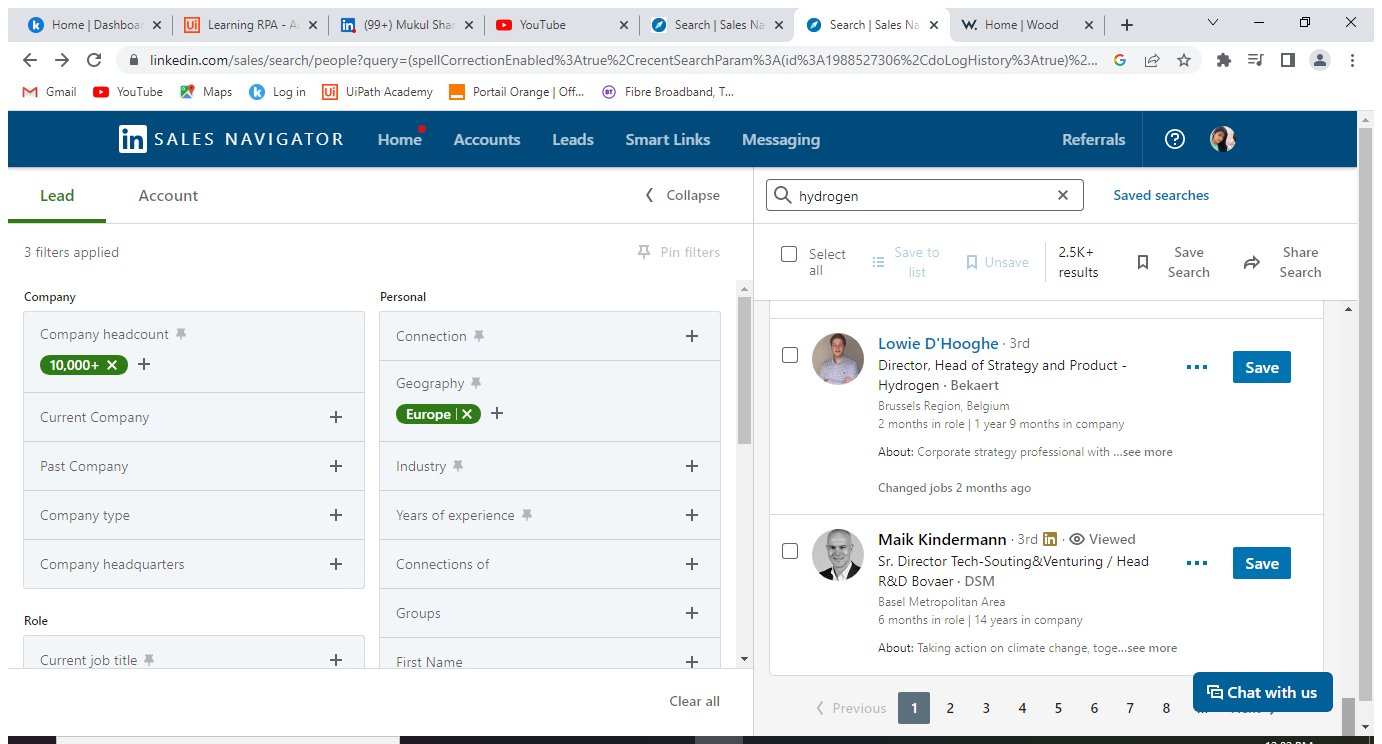 Home | Dashboar
Ui Learning RPA - Au
in (99+) Mukul Shar
YouTube
Search | Sales Na
Search | Sales Na
W. Home | Wood
linkedin.com/sales/search/people?query=(spellCorrectionEnabled%3Atrue%2CrecentSearchParam%3A(id%3A1988527306%2CdoLogHistory%3Atrue)%2...
Gmail
YouTube
Maps
Log in
Ui UiPath Academy
Portail Orange | Off...
BT Fibre Broadband, T...
in SALES NAVIGATOR
Home
Accounts
Leads
Smart Links
Messaging
Referrals
Lead
Account
Collapse
hydrogen
Saved searches
3 filters applied
Pin filters
Select
all
Save to
list
Unsave
2.5K+
results
Save
Search
Share
Search
Company
Company headcount
10,000+
Current Company
Past Company
Company type
Company headquarters
Role
Current job title
Personal
Connection
Geography
Europe
Industry
Years of experience
Connections of
Groups
First Name
Clear all
Lowie D'Hooghe · 3rd
Director, Head of Strategy and Product -
Hydrogen · Bekaert
Brussels Region, Belgium
2 months in role | 1 year 9 months in company
About: Corporate strategy professional with ...see more
Changed jobs 2 months ago
Save
Maik Kindermann · 3rd in · Viewed
Sr. Director Tech-Souting&Venturing / Head
R&D Bovaer · DSM
Basel Metropolitan Area
6 months in role | 14 years in company
About: Taking action on climate change, toge...see more
Save
Previous 1 2 3 4 5 6 7 8
Chat with us